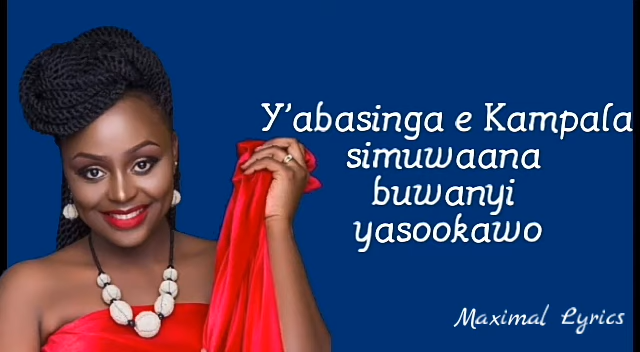 Y'abasinga e Kampala
simuwaana
buwanyi
yasookawo
Maximal Lyrics